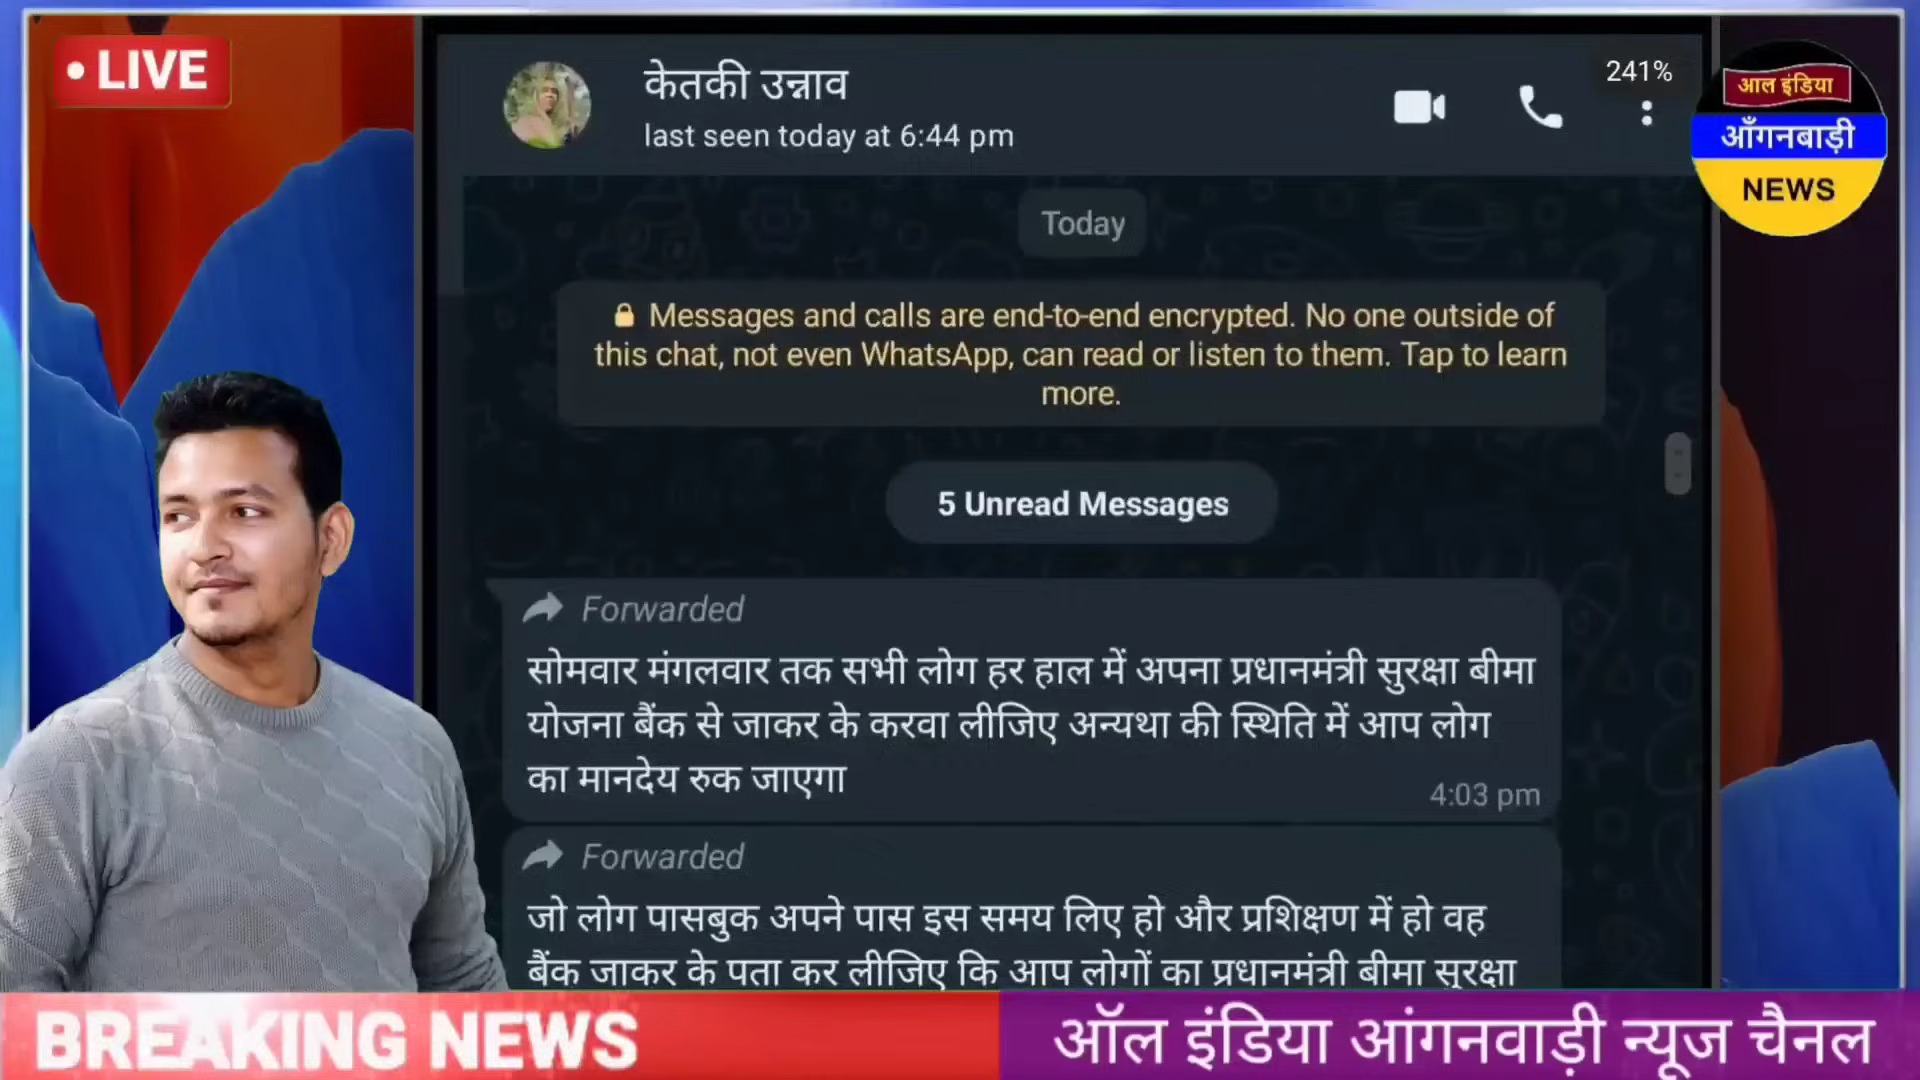 LIVE
केतकी उन्नाव
last seen today at 6:44 pm
241%
आल इंडिया
आँगनबाड़ी
NEWS
Today
Messages and calls are end-to-end encrypted. No one outside of
this chat, not even WhatsApp, can read or listen to them. Tap to learn
more.
5 Unread Messages
Forwarded
सोमवार मंगलवार तक सभी लोग हर हाल में अपना प्रधानमंत्री सुरक्षा बीमा
योजना बैंक से जाकर के करवा लीजिए अन्यथा की स्थिति में आप लोग
का मानदेय रुक जाएगा
4:03 pm
Forwarded
जो लोग पासबुक अपने पास इस समय लिए हो और प्रशिक्षण में हो वह
बैंक जाकर के पता कर लीजिए कि आप लोगों का प्रधानमंत्री बीमा सुरक्षा
BREAKING NEWS
ऑल इंडिया आंगनवाड़ी न्यूज चैनल